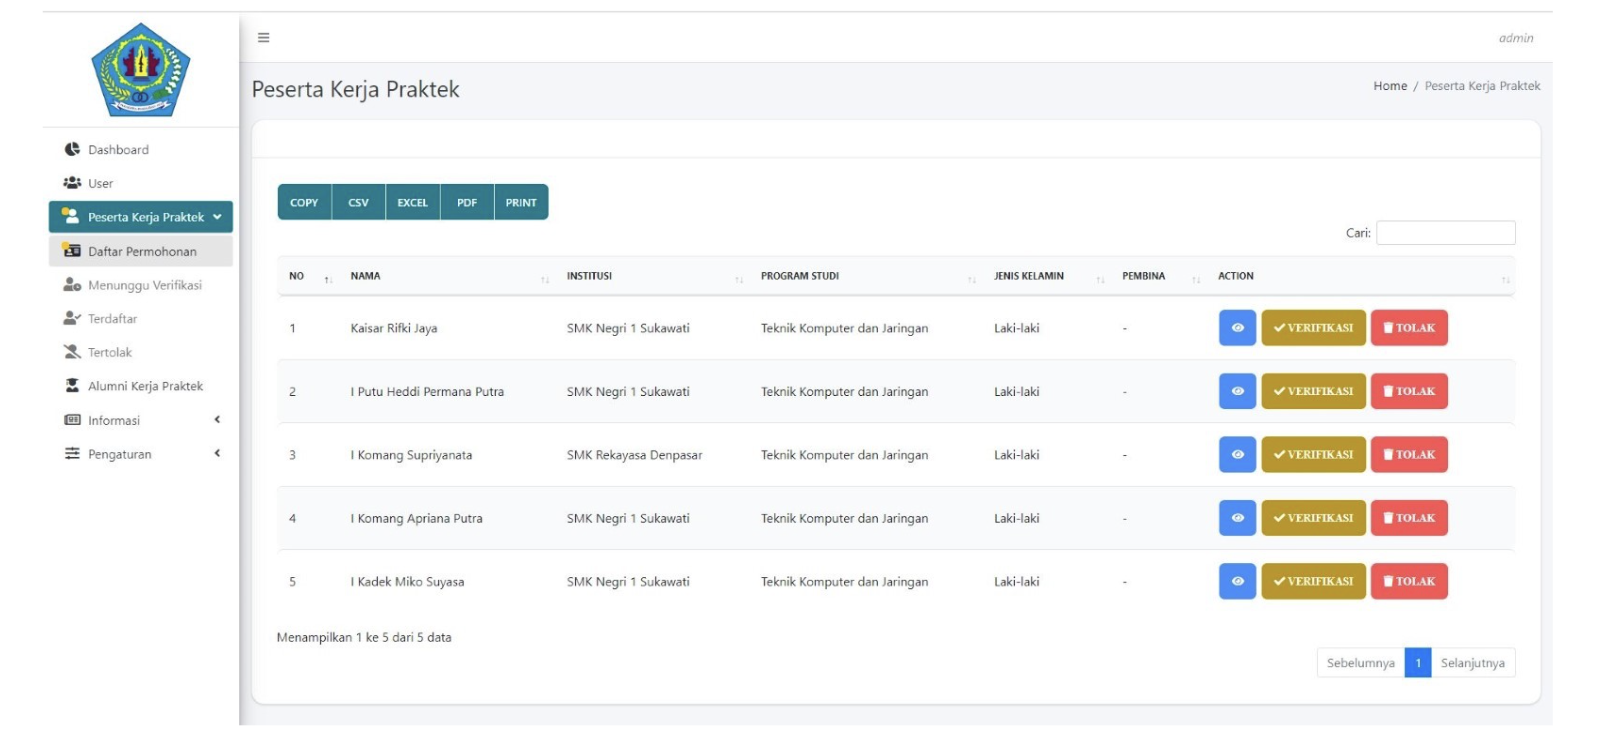 admin
Peserta Kerja Praktek
Home / Peserta Kerja Praktek
Dashboard
User
Peserta Kerja Praktek
Daftar Permohonan
Menunggu Verifikasi
Terdaftar
Tertolak
Alumni Kerja Praktek
Informasi
Pengaturan
COPY CSV EXCEL PDF PRINT
Cari:
NO NAMA INSTITUSI PROGRAM STUDI JENIS KELAMIN PEMBINA ACTION
1 Kaisar Rifki Jaya SMK Negri 1 Sukawati Teknik Komputer dan Jaringan Laki-laki - VERIFIKASI TOLAK
2 I Putu Heddi Permana Putra SMK Negri 1 Sukawati Teknik Komputer dan Jaringan Laki-laki - VERIFIKASI TOLAK
3 I Komang Supriyanata SMK Rekayasa Denpasar Teknik Komputer dan Jaringan Laki-laki - VERIFIKASI TOLAK
4 I Komang Apriana Putra SMK Negri 1 Sukawati Teknik Komputer dan Jaringan Laki-laki - VERIFIKASI TOLAK
5 I Kadek Miko Suyasa SMK Negri 1 Sukawati Teknik Komputer dan Jaringan Laki-laki - VERIFIKASI TOLAK
Menampilkan 1 ke 5 dari 5 data
Sebelumnya 1 Selanjutnya